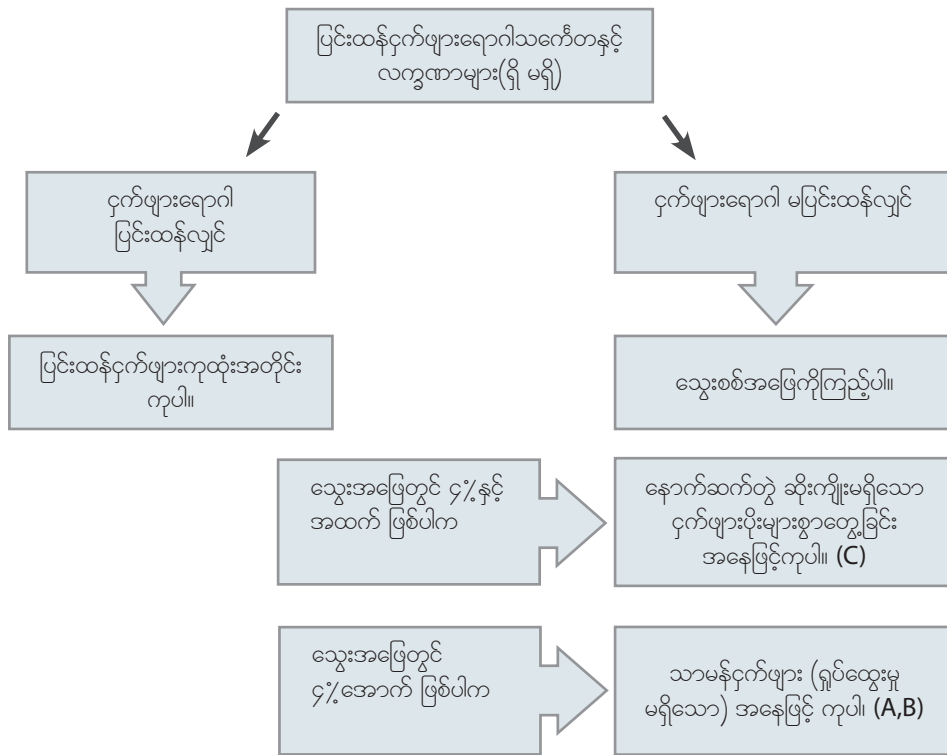 ပြင်းထန်ငှက်ဖျားရောဂါသင်္ကေတနှင့်
လက္ခဏာများ(ရှိ မရှိ)
ငှက်ဖျားရောဂါ
ပြင်းထန်လျှင်
ငှက်ဖျားရောဂါ မပြင်းထန်လျှင်
ပြင်းထန်ငှက်ဖျားကုထုံးအတိုင်း
ကုပါ။
သွေးစစ်အဖြေကိုကြည့်ပါ။
သွေးအဖြေတွင် ၄%နှင့်
အထက် ဖြစ်ပါက
နောက်ဆက်တွဲ ဆိုးကျိုးမရှိသော
ငှက်ဖျားပိုးများစွာတွေ့ခြင်း
အနေဖြင့်ကုပါ။ (C)
သွေးအဖြေတွင်
၄%အောက် ဖြစ်ပါက
သာမန်ငှက်ဖျား (ရှုပ်ထွေးမှု
မရှိသော) အနေဖြင့် ကုပါ၊ (A,B)